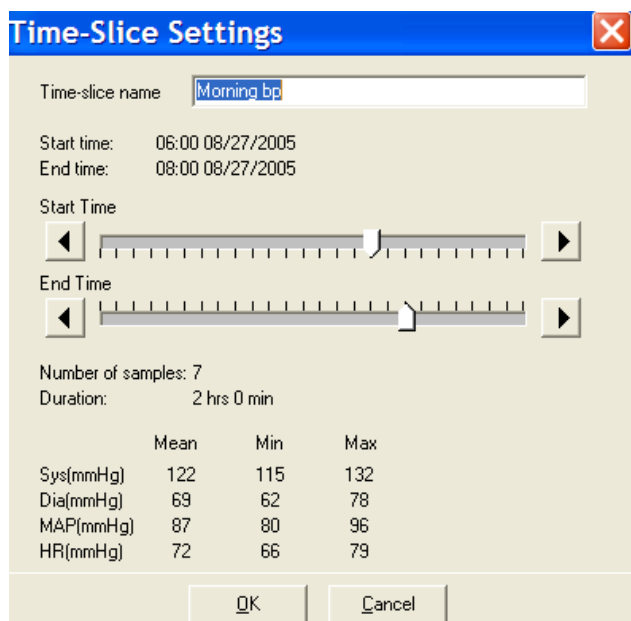 Time-Slice Settings
Time-slice name Morning bp
Start time: 06:00 08/27/2005
End time: 08:00 08/27/2005
Start Time
End Time
Number of samples: 7
Duration: 2 hrs 0 min
Mean Min Max
Sys(mmHg) 122 115 132
Dia(mmHg) 69 62 78
MAP(mmHg) 87 80 96
HR(mmHg) 72 66 79
OK Cancel